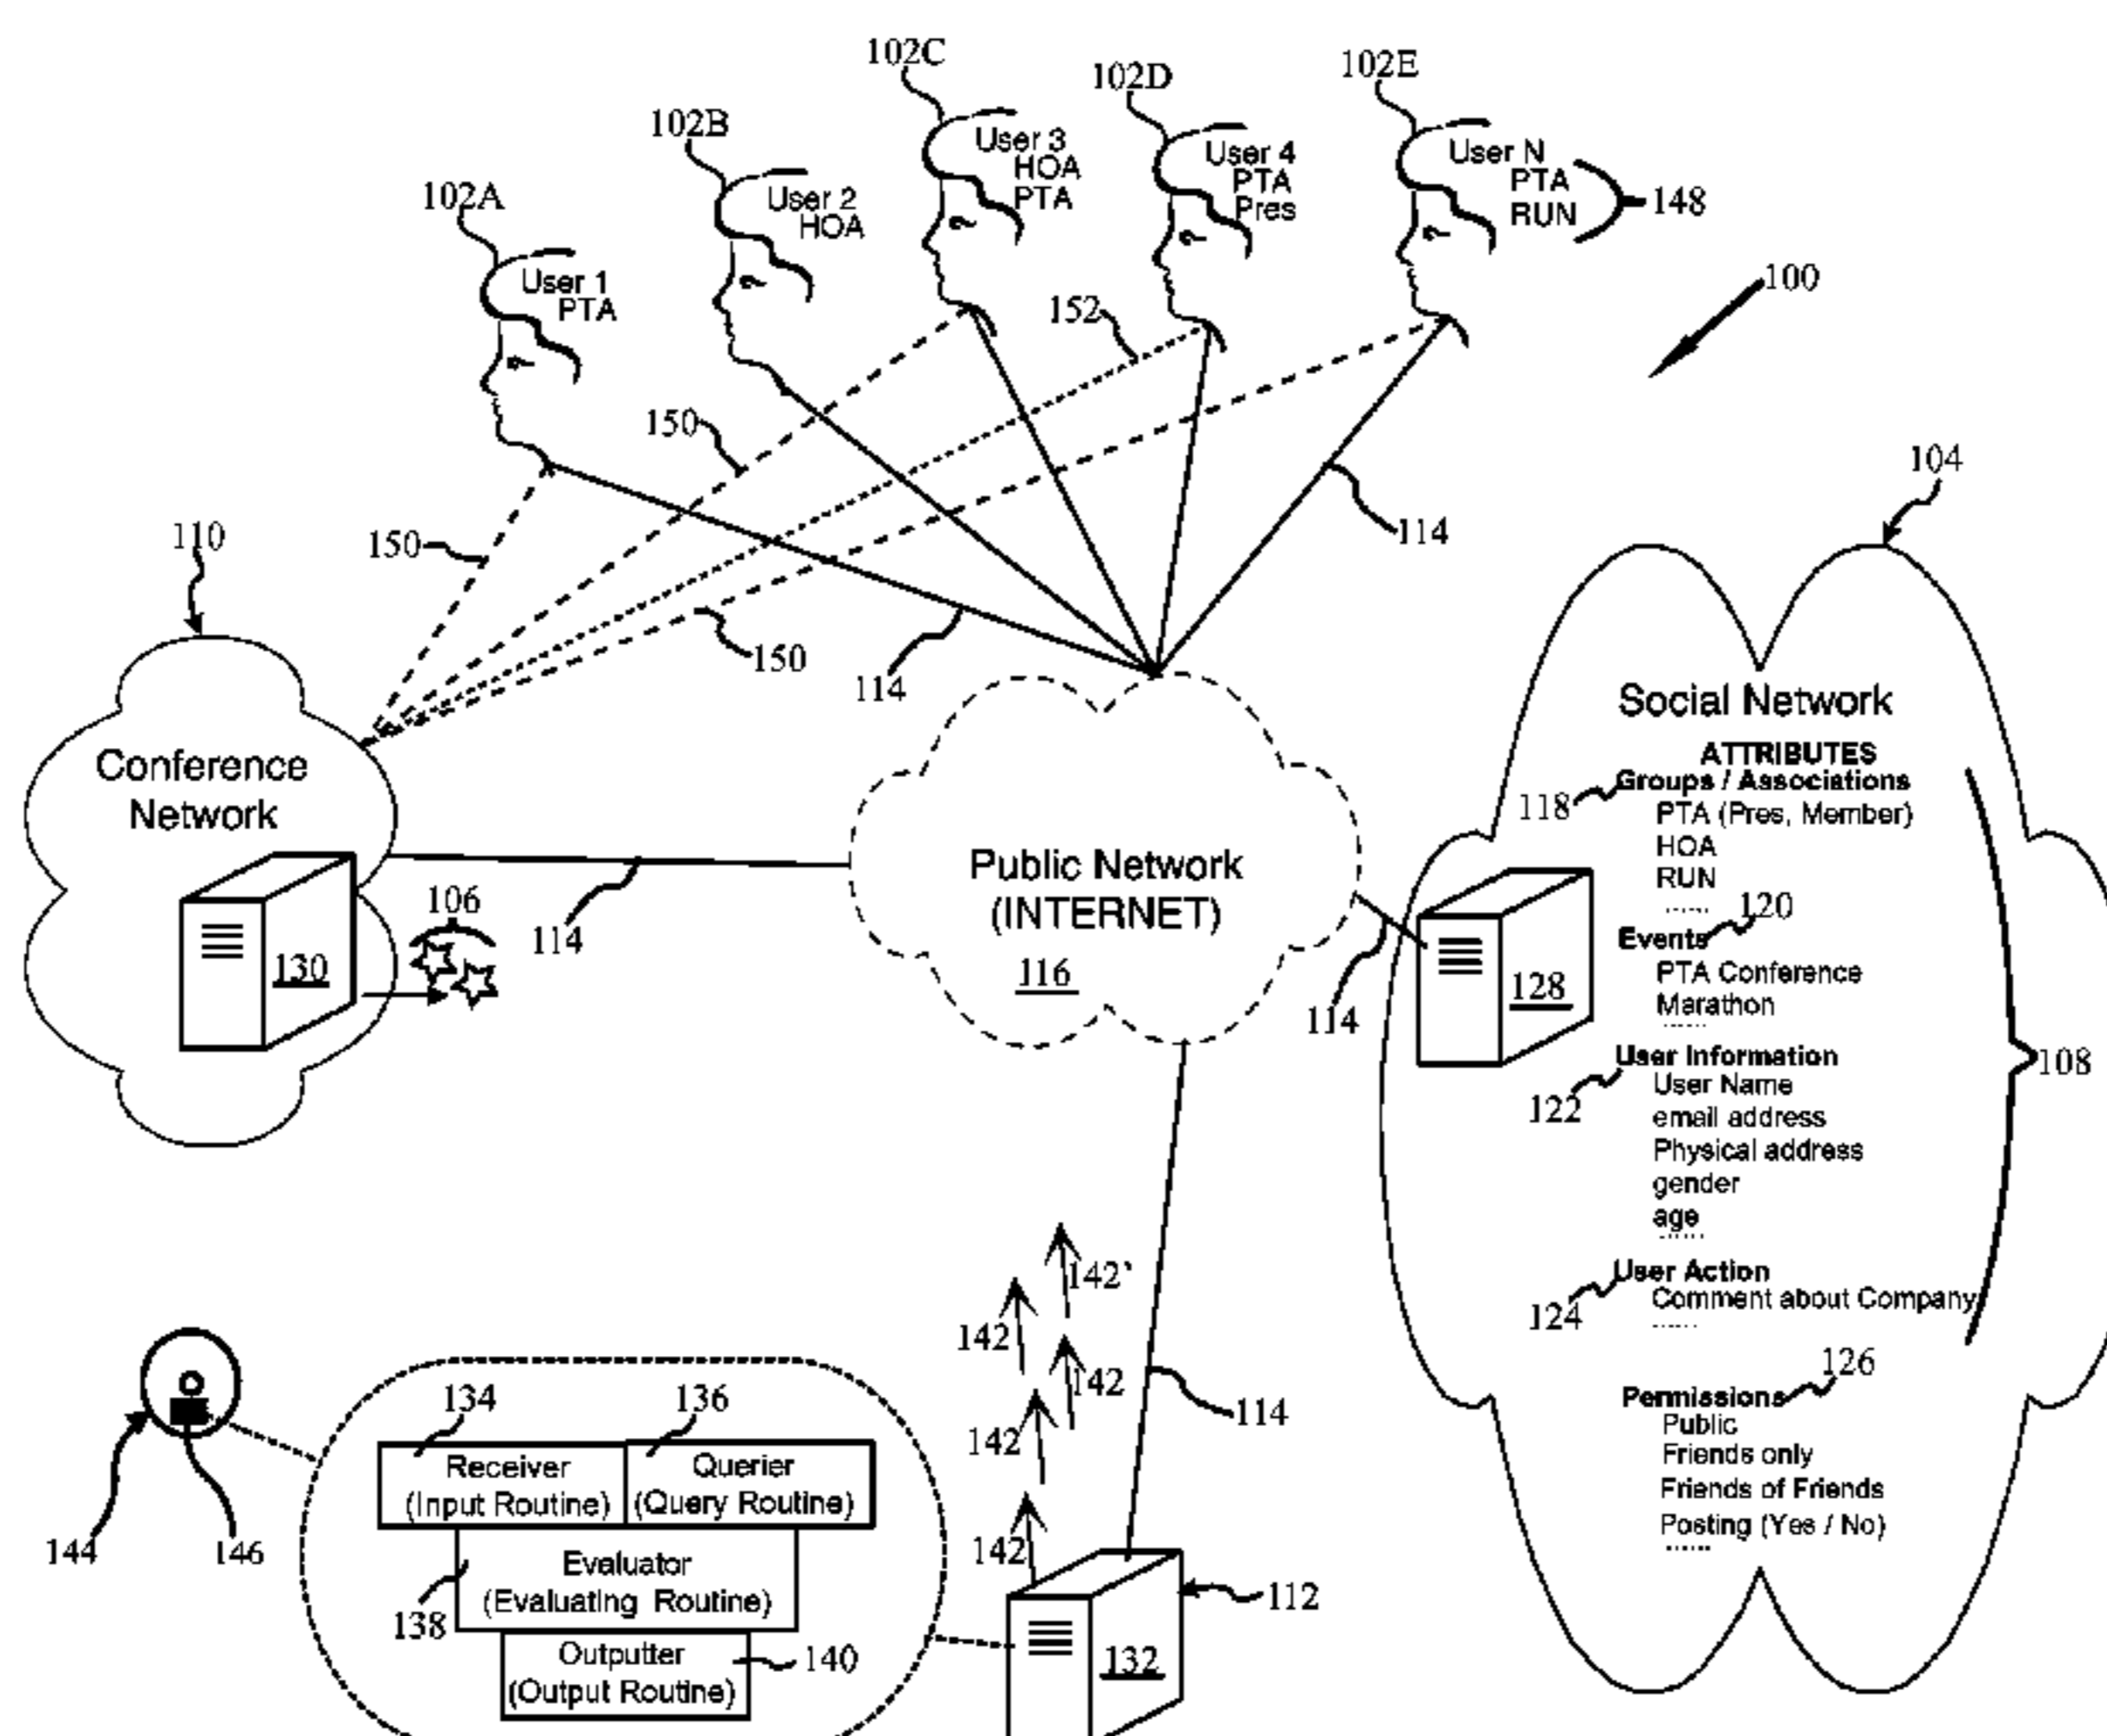 102C
102D
102E
102B
102A
User 3
HOA
PTA
User 4
PTA
Pres
User N
PTA
RUN
148
User 2
HOA
User 1
PTA
100
152
150
104
114
110
150
150
114
Social Network
ATTRIBUTES
Groups / Associations
118
PTA (Pres, Member)
HOA
RUN
.....
Conference
Network
Public Network
(INTERNET)
116
106
114
130
114
128
120
Events
PTA Conference
Marathon
.....
User Information
122
User Name
email address
Physical address
gender
age
.....
108
User Action
124
Comment about Company
.....
126
Permissions
Public
Friends only
Friends of Friends
Posting (Yes / No)
.....
142'
142
142
142
142
114
134
136
Receiver
(Input Routine)
Querier
(Query Routine)
144
146
Evaluator
(Evaluating Routine)
138
Outputter
(Output Routine)
140
112
132